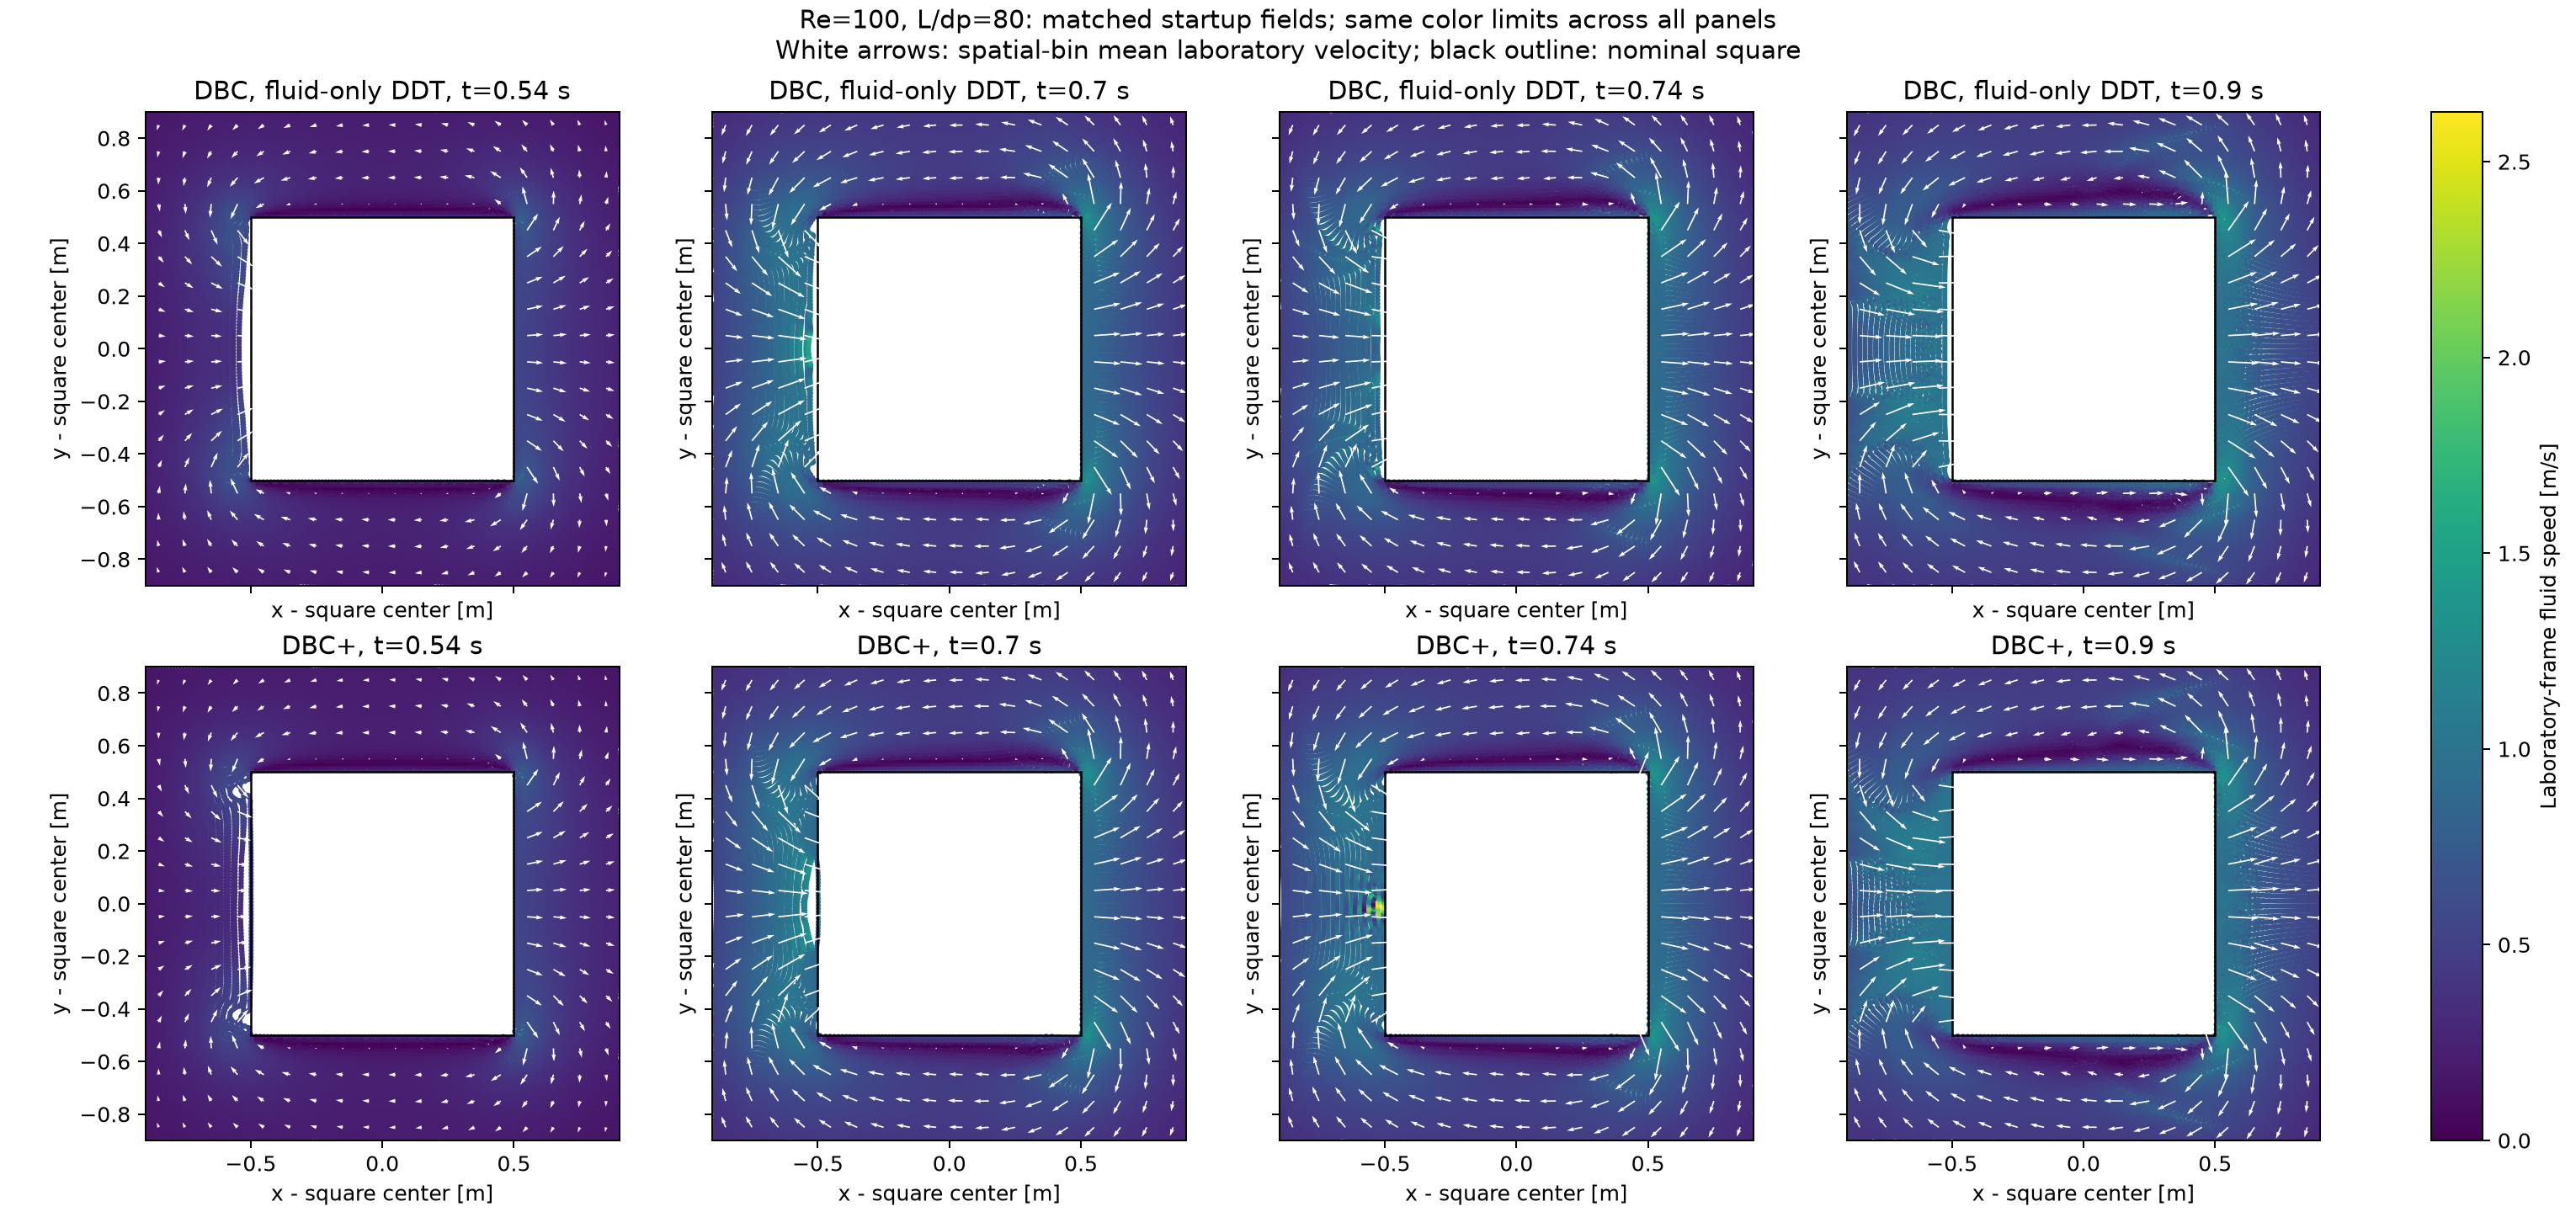 Re=100, L/dp=80: matched startup fields; same color limits across all panels
White arrows: spatial-bin mean laboratory velocity; black outline: nominal square
DBC, fluid-only DDT, t=0.54 s
DBC, fluid-only DDT, t=0.7 s
DBC, fluid-only DDT, t=0.74 s
DBC, fluid-only DDT, t=0.9 s
y - square center [m]
0.8
0.6
0.4
0.2
0.0
−0.2
−0.4
−0.6
−0.8
y - square center [m]
y - square center [m]
y - square center [m]
x - square center [m]
x - square center [m]
x - square center [m]
x - square center [m]
DBC+, t=0.54 s
DBC+, t=0.7 s
DBC+, t=0.74 s
DBC+, t=0.9 s
y - square center [m]
0.8
0.6
0.4
0.2
0.0
−0.2
−0.4
−0.6
−0.8
y - square center [m]
y - square center [m]
y - square center [m]
−0.5 0.0 0.5
−0.5 0.0 0.5
−0.5 0.0 0.5
−0.5 0.0 0.5
x - square center [m]
x - square center [m]
x - square center [m]
x - square center [m]
2.5
2.0
1.5
1.0
0.5
0.0
Laboratory-frame fluid speed [m/s]